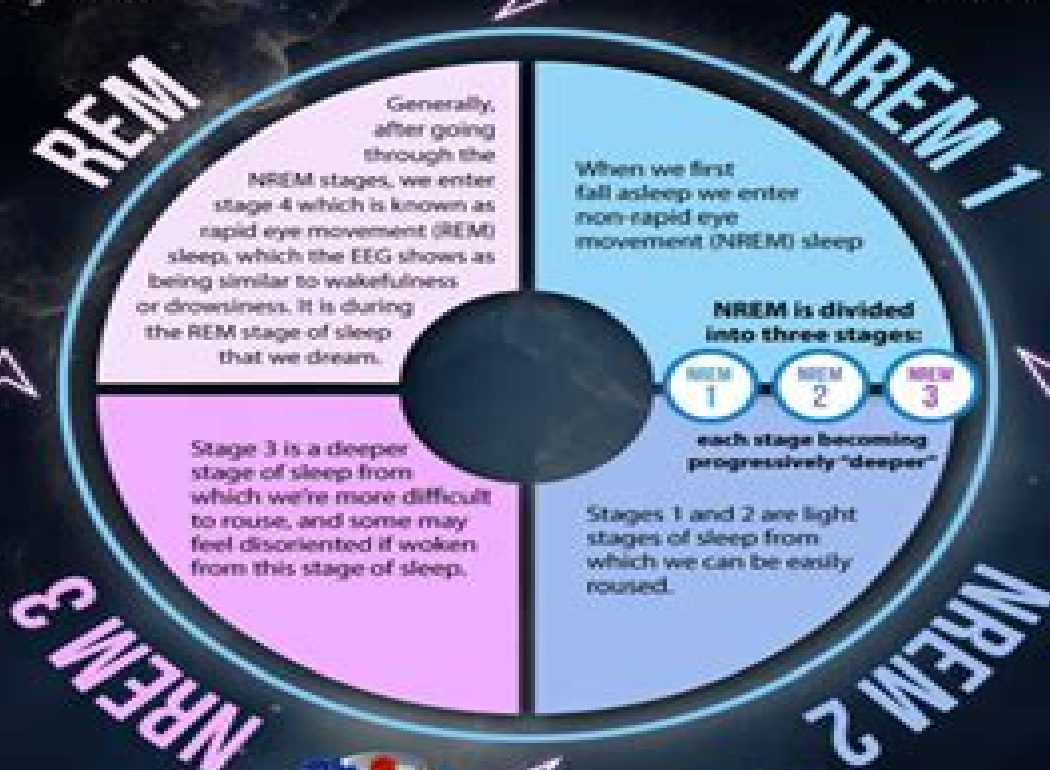 REM
Generally,
after going
through the
NREM stages, we enter
stage 4 which is known as
rapid eye movement (REM)
sleep, which the EEG shows as
being similar to wakefulness
or drowsiness. It is during
the REM stage of sleep
that we dream.
NREM 1
When we first
fall asleep we enter
non-rapid eye
movement (NREM) sleep
NREM is divided
into three stages:
NREM
1
NREM
2
NREM
3
each stage becoming
progressively "deeper"
Stages 1 and 2 are light
stages of sleep from
which we can be easily
roused.
NREM 2
Stage 3 is a deeper
stage of sleep from
which we're more difficult
to rouse, and some may
feel disoriented if woken
from this stage of sleep.
NREM 3